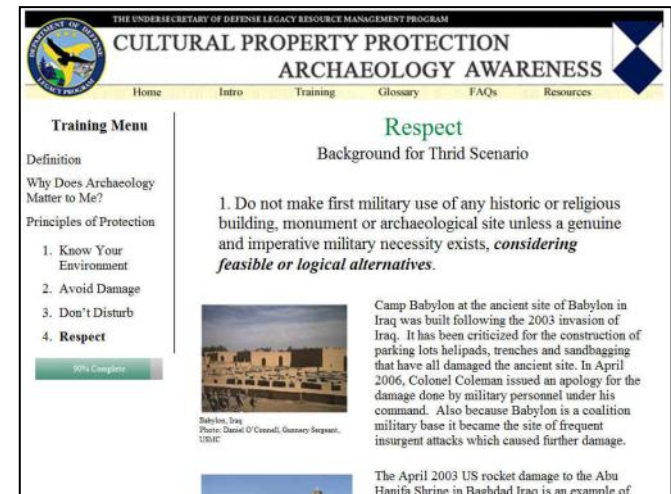 THE UNDERSECRETARY OF DEFENSE LEGACY RESOURCE MANAGEMENT PROGRAM
CULTURAL PROPERTY PROTECTION
ARCHAEOLOGY AWARENESS
DEPARTMENT OF DEFENSE
LEGACY PROGRAM
Home Intro Training Glossary FAQs Resources
Training Menu
Definition
Why Does Archaeology
Matter to Me?
Principles of Protection
1. Know Your
Environment
2. Avoid Damage
3. Don't Disturb
4. Respect
90% Complete
Respect
Background for Thrid Scenario
1. Do not make first military use of any historic or religious
building, monument or archaeological site unless a genuine
and imperative military necessity exists, considering
feasible or logical alternatives.
Babylon, Iraq
Photo: Daniel O'Connell, Gunnery Sergeant,
USMC
Camp Babylon at the ancient site of Babylon in
Iraq was built following the 2003 invasion of
Iraq. It has been criticized for the construction of
parking lots helipads, trenches and sandbagging
that have all damaged the ancient site. In April
2006, Colonel Coleman issued an apology for the
damage done by military personnel under his
command. Also because Babylon is a coalition
military base it became the site of frequent
insurgent attacks which caused further damage.
The April 2003 US rocket damage to the Abu
Hanifa Shrine in Baghdad Iraq is an example of